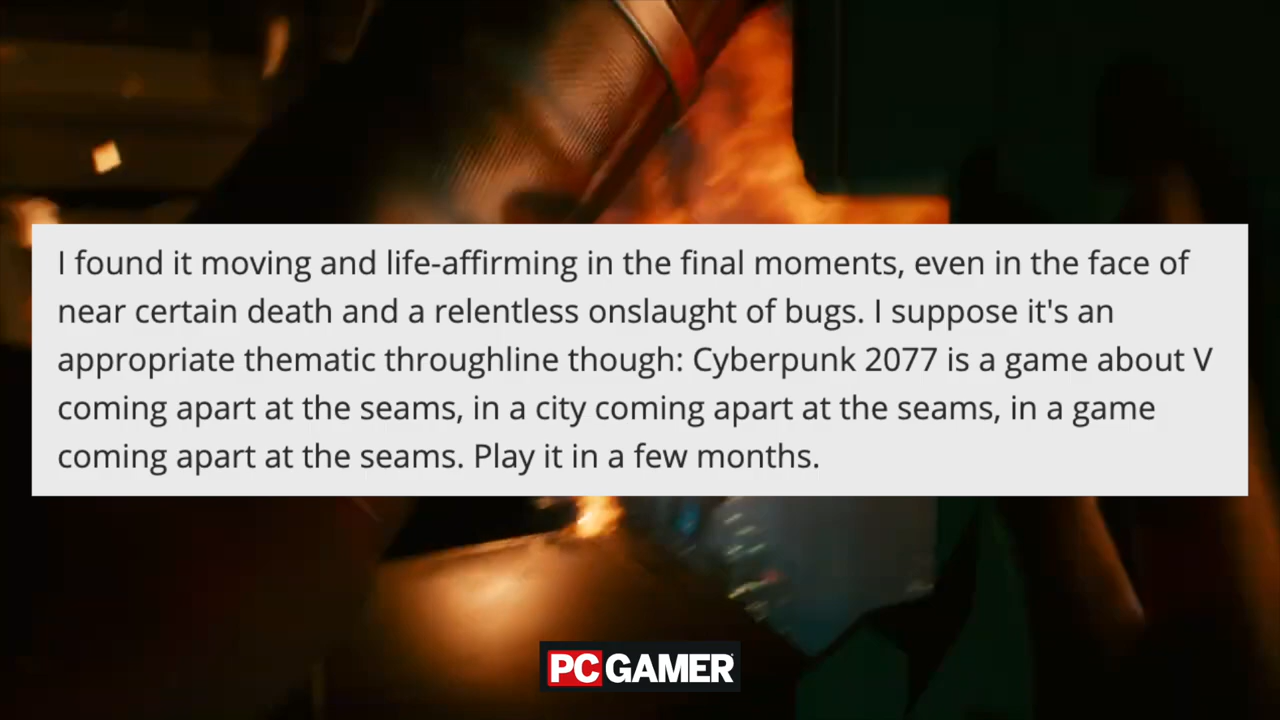 I found it moving and life-affirming in the final moments, even in the face of
near certain death and a relentless onslaught of bugs. I suppose it's an
appropriate thematic throughline though: Cyberpunk 2077 is a game about V
coming apart at the seams, in a city coming apart at the seams, in a game
coming apart at the seams. Play it in a few months.
PC GAMER